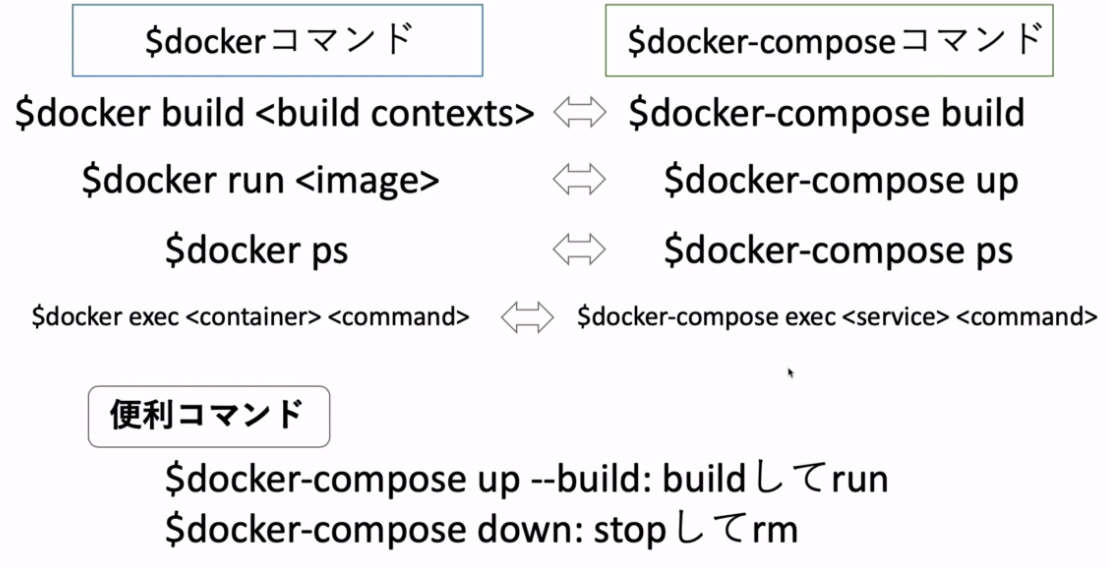 $dockerコマンド
$docker-composeコマンド
$docker build <build contexts>
$docker-compose build
$docker run <image>
$docker-compose up
$docker ps
$docker-compose ps
$docker exec <container> <command>
$docker-compose exec <service> <command>
便利コマンド
$docker-compose up --build: buildしてrun
$docker-compose down: stopしてrm